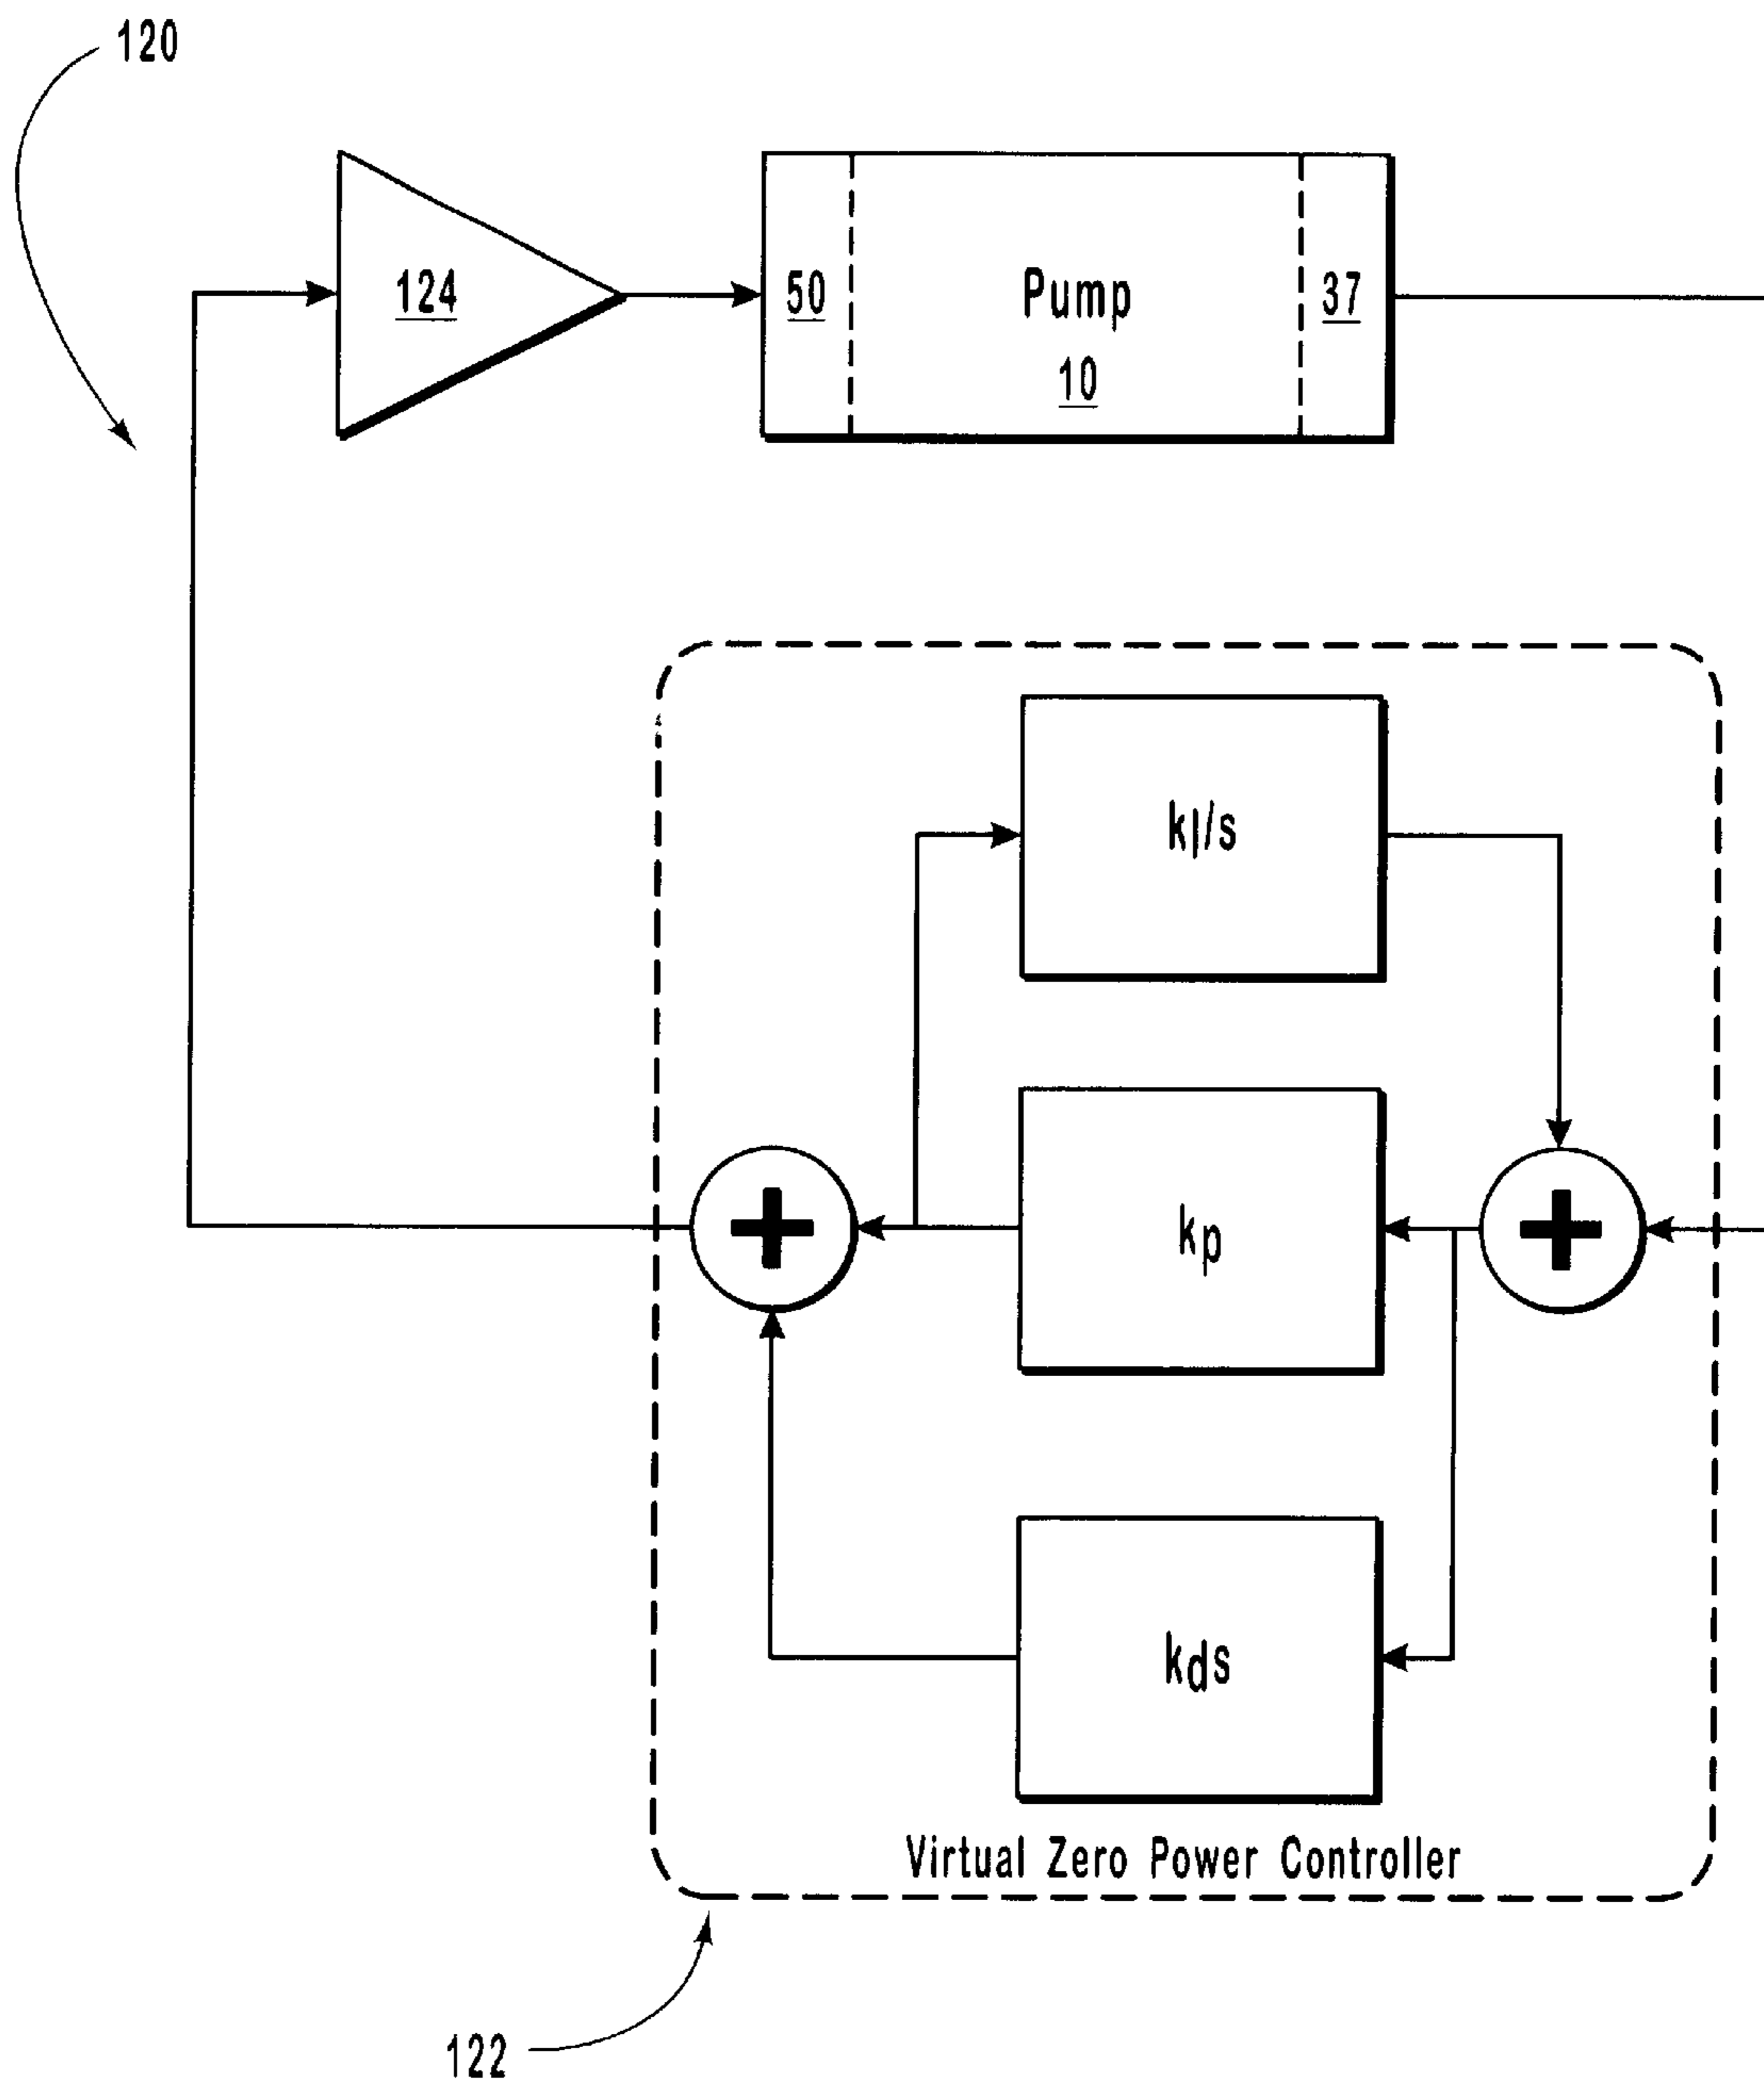 120
124
50
Pump
10
37
kI/s
kp
kds
Virtual Zero Power Controller
122